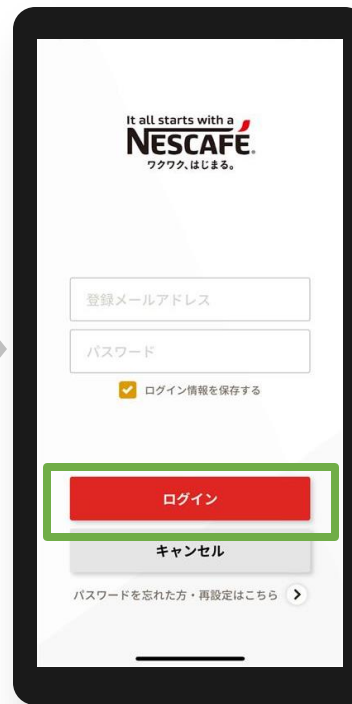 It all starts with a
NESCAFÉ.
ワクワク、はじまる。
登録メールアドレス
パスワード
ログイン情報を保存する
ログイン
キャンセル
パスワードを忘れた方・再設定はこちら